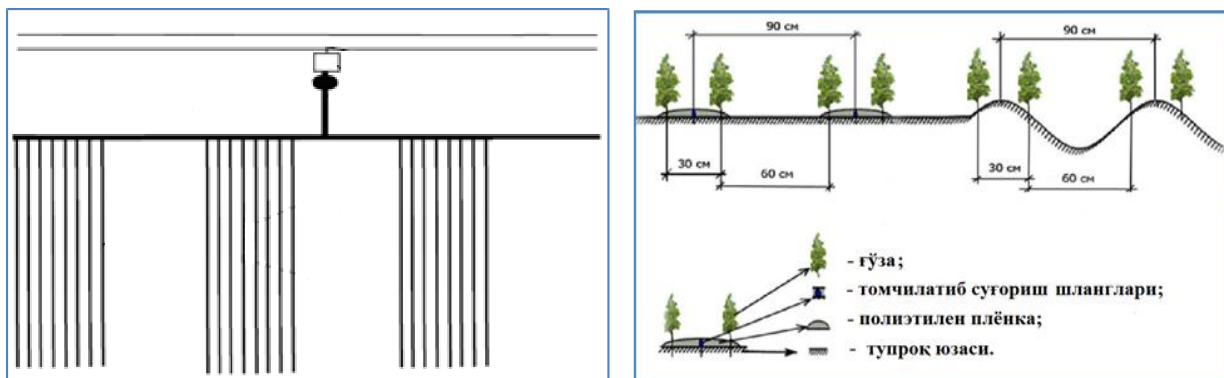 90 см
90 см
30 см
60 см
30 см
60 см
- ғўза;
- томчилатиб суғориш шланглари;
- полиэтилен плёнка;
- тупроқ юзаси.